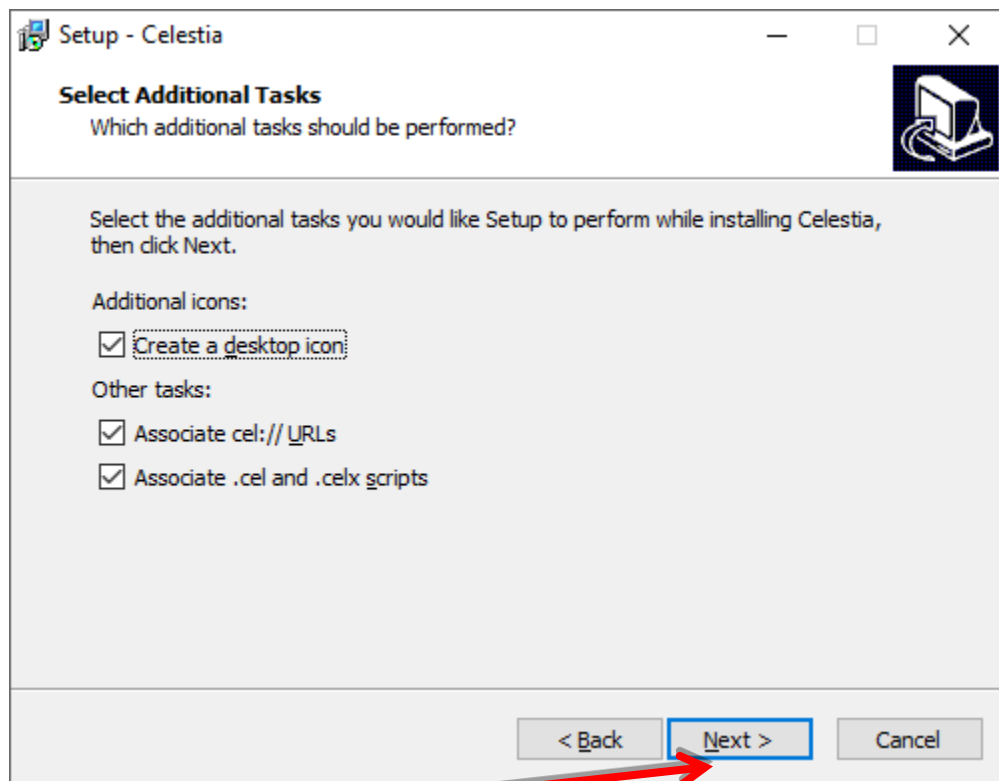 Setup - Celestia
Select Additional Tasks
Which additional tasks should be performed?
Select the additional tasks you would like Setup to perform while installing Celestia,
then click Next.
Additional icons:
Create a desktop icon
Other tasks:
Associate cel:// URLs
Associate .cel and .celx scripts
< Back Next > Cancel